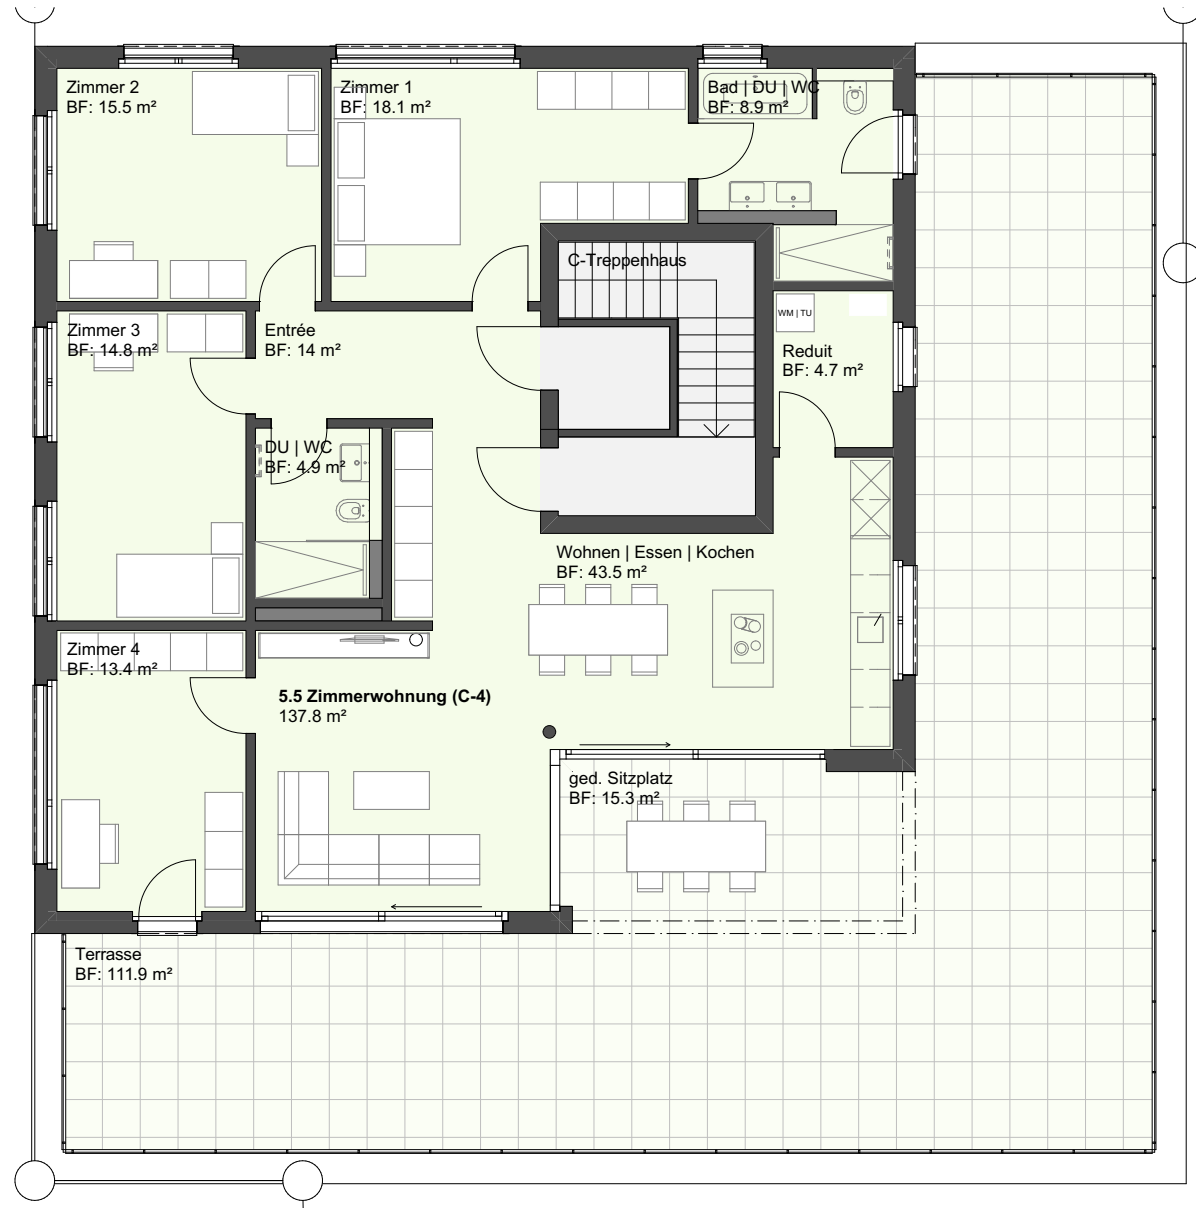 Zimmer 2
BF: 15.5 m²
Zimmer 1
BF: 18.1 m²
Bad | DU | WC
BF: 8.9 m²
C-Treppenhaus
Zimmer 3
BF: 14.8 m²
Entrée
BF: 14 m²
WM | TU
Reduit
BF: 4.7 m²
DU | WC
BF: 4.9 m²
Wohnen | Essen | Kochen
BF: 43.5 m²
Zimmer 4
BF: 13.4 m²
5.5 Zimmerwohnung (C-4)
137.8 m²
ged. Sitzplatz
BF: 15.3 m²
Terrasse
BF: 111.9 m²